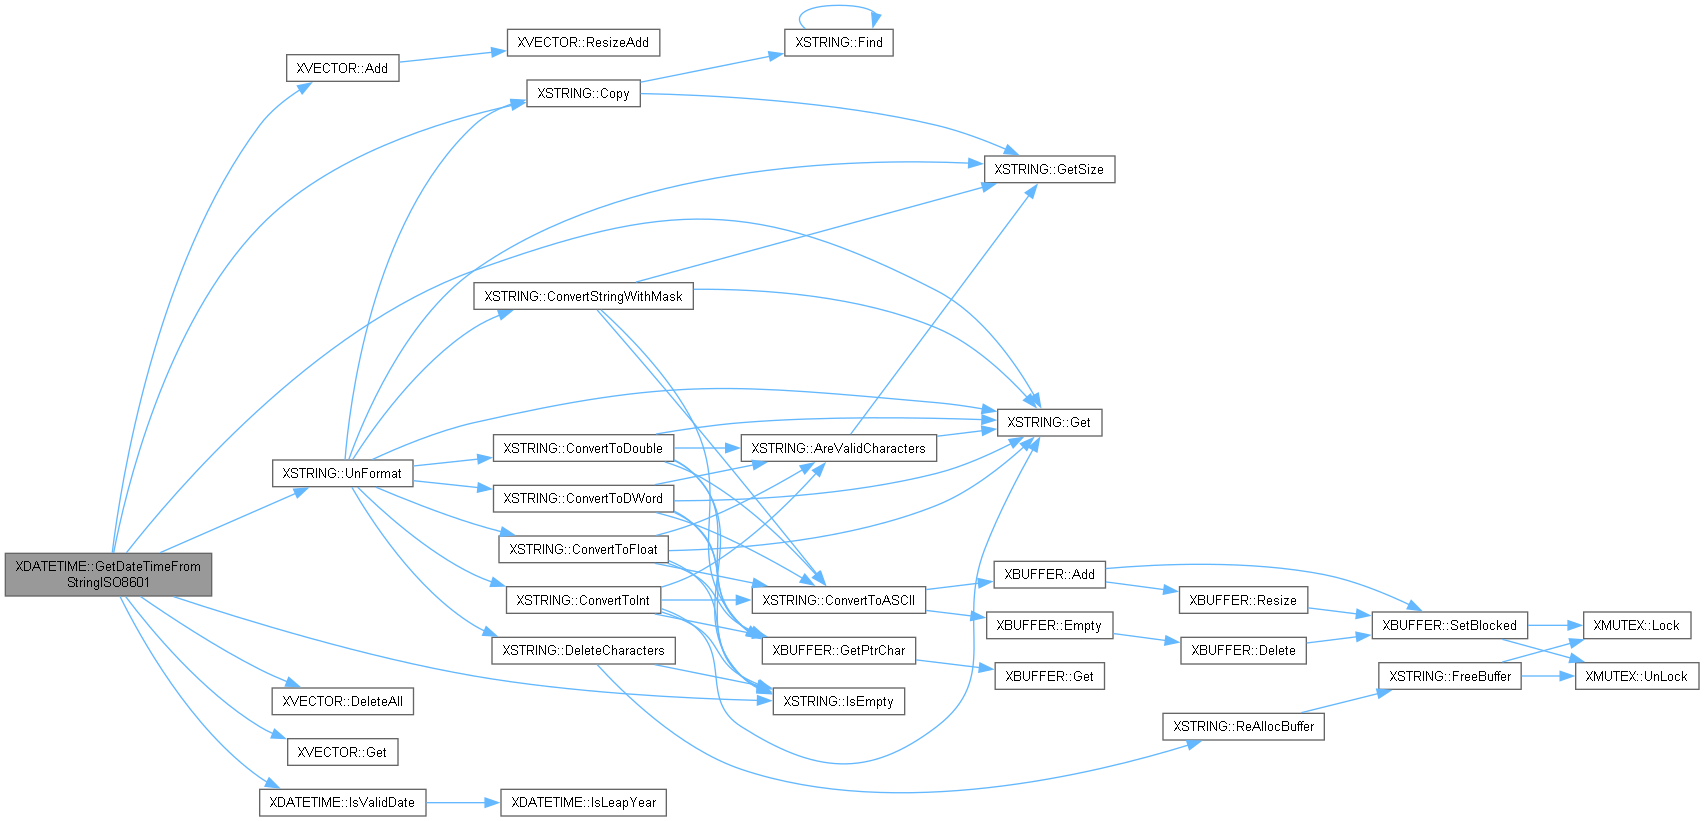 XSTRING::Find
XVECTOR::ResizeAdd
XVECTOR::Add
XSTRING::Copy
XSTRING::GetSize
XSTRING::ConvertStringWithMask
XSTRING::Get
XSTRING::ConvertToDouble
XSTRING::AreValidCharacters
XSTRING::UnFormat
XSTRING::ConvertToDWord
XSTRING::ConvertToFloat
XDATETIME::GetDateTimeFrom
StringISO8601
XBUFFER::Add
XSTRING::ConvertToInt
XSTRING::ConvertToASCII
XBUFFER::Resize
XBUFFER::Empty
XBUFFER::SetBlocked
XMUTEX::Lock
XSTRING::DeleteCharacters
XBUFFER::GetPtrChar
XBUFFER::Delete
XBUFFER::Get
XSTRING::FreeBuffer
XMUTEX::UnLock
XVECTOR::DeleteAll
XSTRING::IsEmpty
XSTRING::ReAllocBuffer
XVECTOR::Get
XDATETIME::IsValidDate
XDATETIME::IsLeapYear